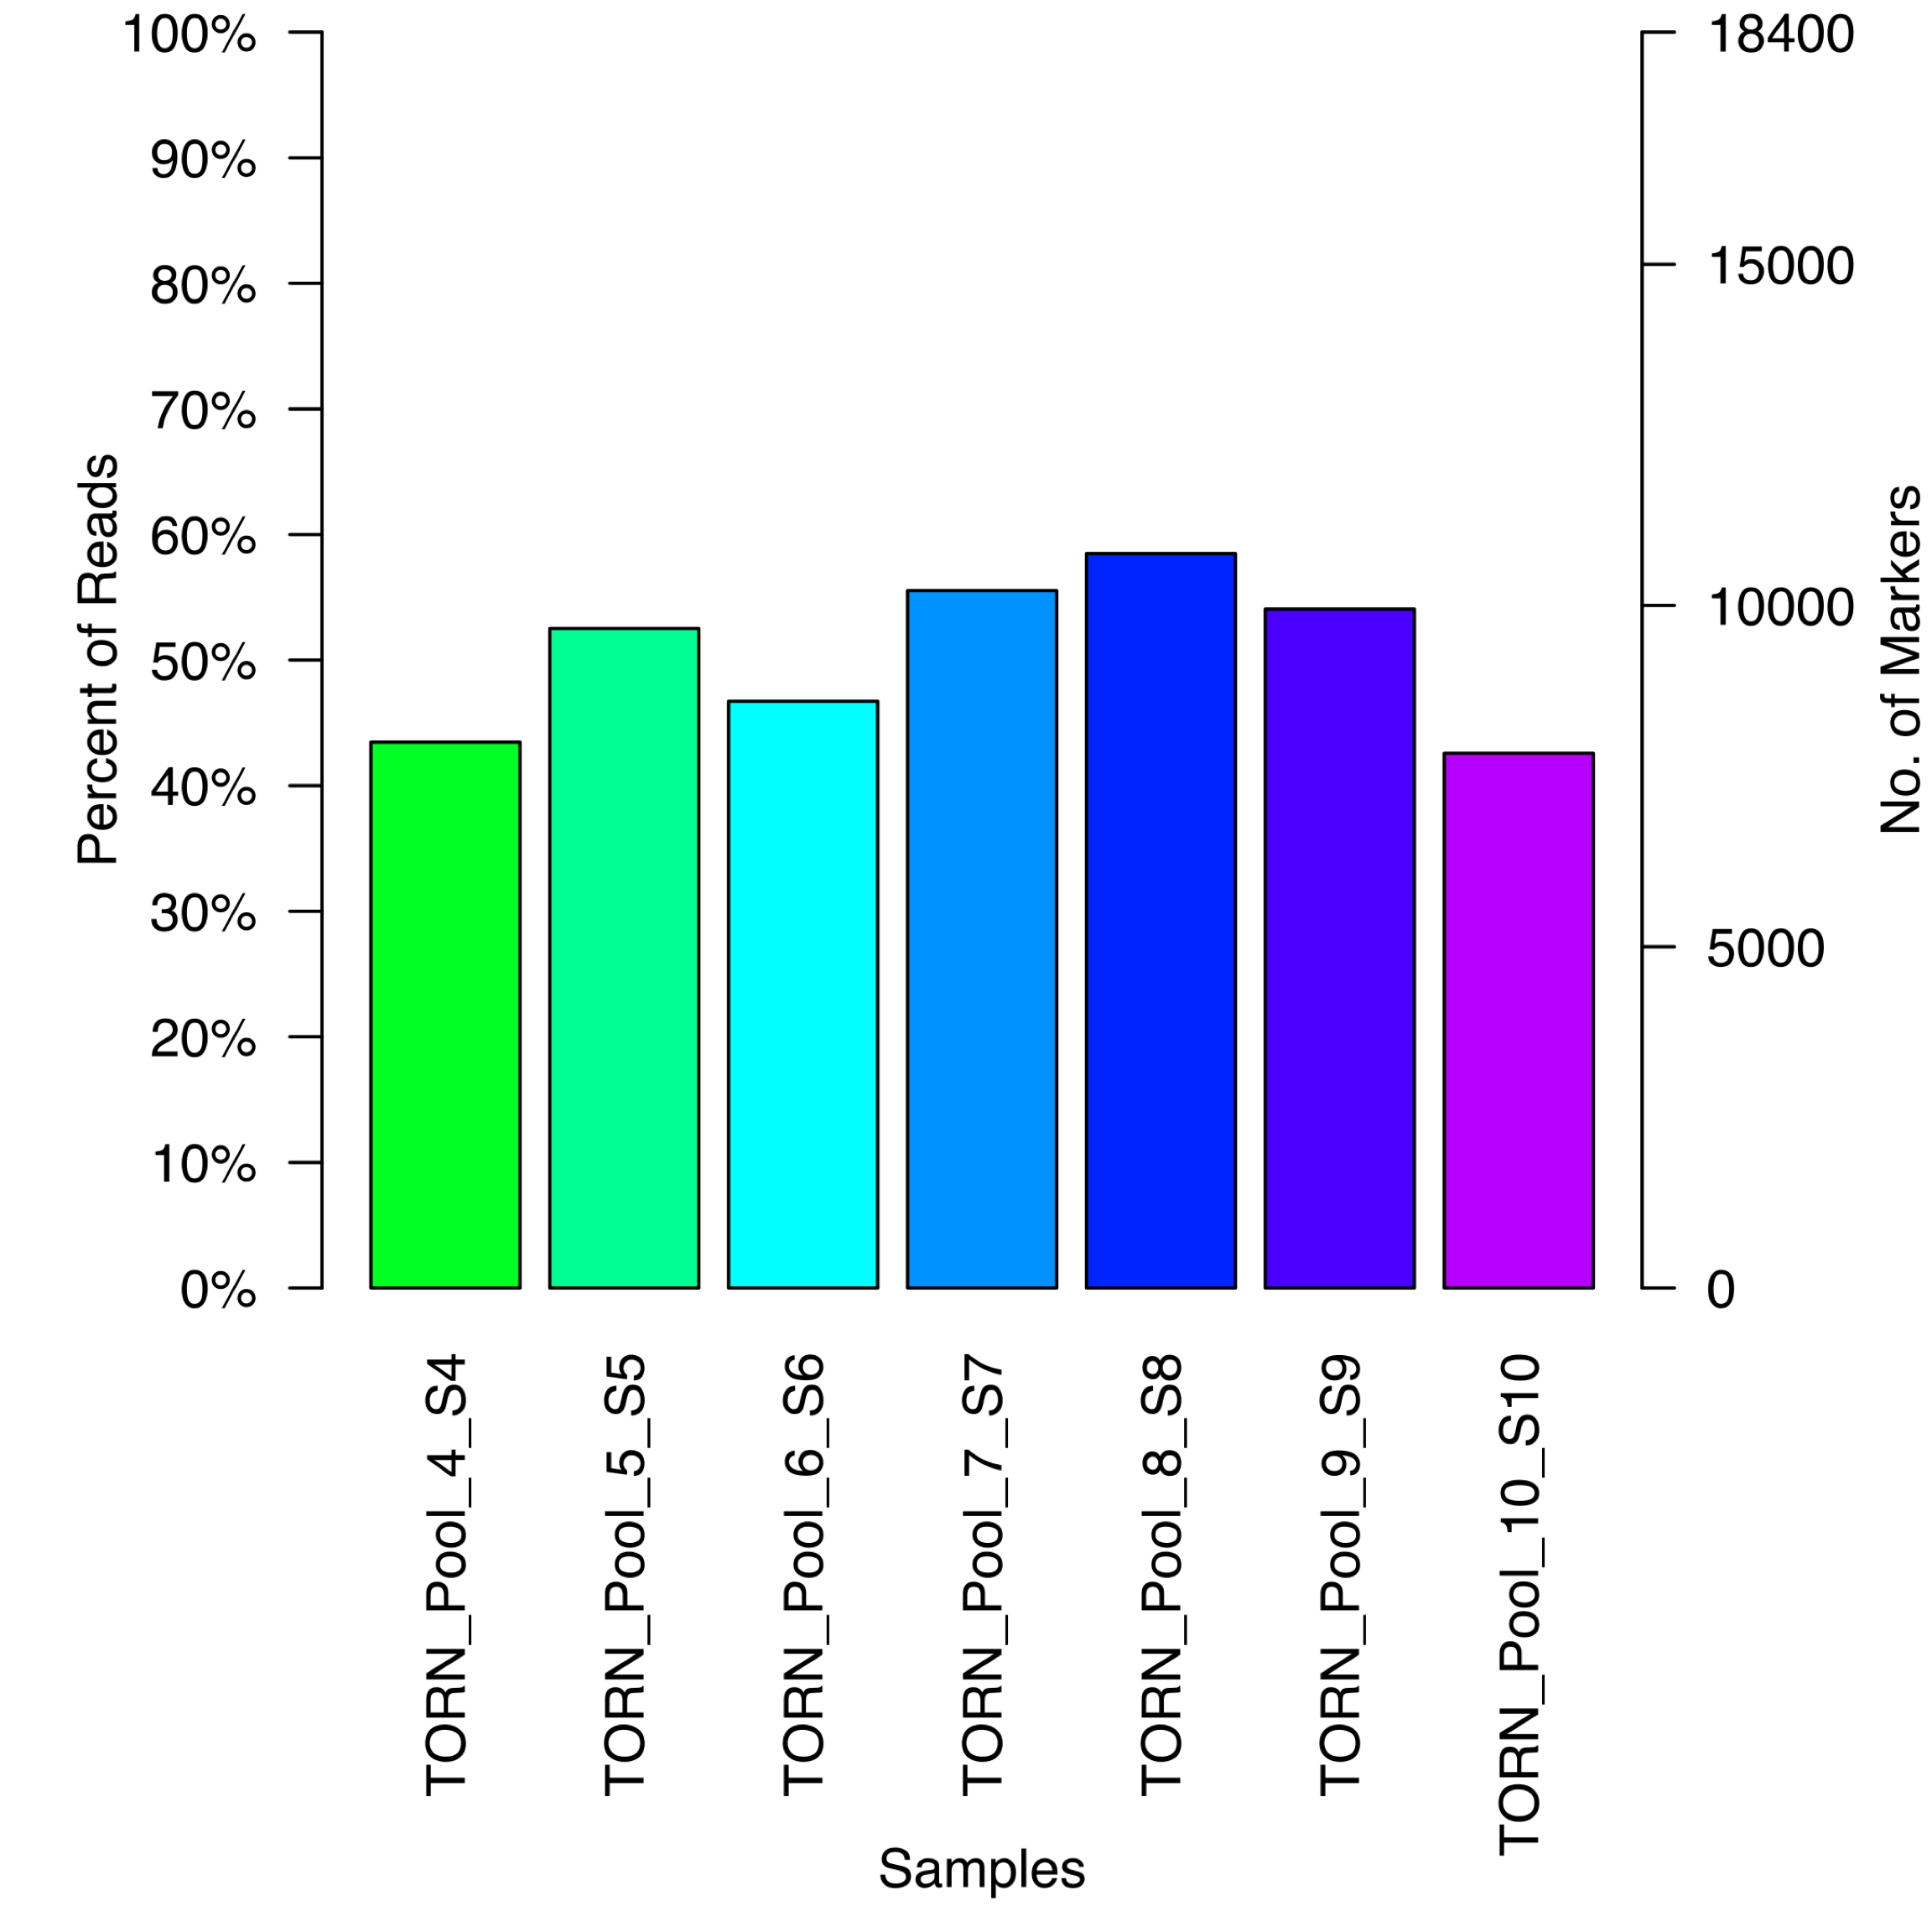 100%
90%
80%
70%
60%
50%
40%
30%
20%
10%
0%
Percent of Reads
18400
15000
10000
5000
0
No. of Markers
TORN_Pool_4_S4
TORN_Pool_5_S5
TORN_Pool_6_S6
TORN_Pool_7_S7
TORN_Pool_8_S8
TORN_Pool_9_S9
TORN_Pool_10_S10
Samples